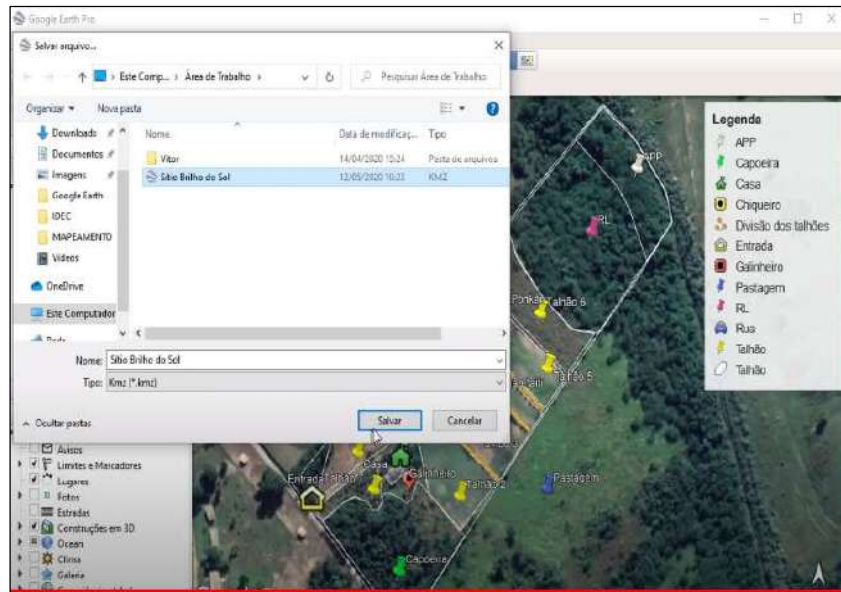 Google Earth Pro
Salvar arquivo...
Este Comp... › Área de Trabalho ›
Pesquisar Área de Trabalho
Organizar
Nova pasta
Downloads
Documentos
Imagens
Google Earth
IDEC
MAPEAMENTO
Vídeos
OneDrive
Este Computador
Rede
Nome
Data de modificaç...
Tipo
Vitor
14/04/2020 15:24
Pasta de arquivos
Sítio Brilho do Sol
12/05/2020 10:23
KMZ
Nome: Sítio Brilho do Sol
Tipo: Kmz (*.kmz)
Ocultar pastas
Salvar
Cancelar
Avisos
Limites e Marcadores
Lugares
Fotos
Estradas
Construções em 3D
Ocean
Clima
Galeria
Legenda
APP
Capoeira
Casa
Chiqueiro
Divisão dos talhões
Entrada
Galinheiro
Pastagem
RL
Rua
Talhão
Talhão
APP
RL
Talhão 6
Talhão 5
Casa
Galinheiro
Entrada
Talhão
Talhão 2
Pastagem
Capoeira